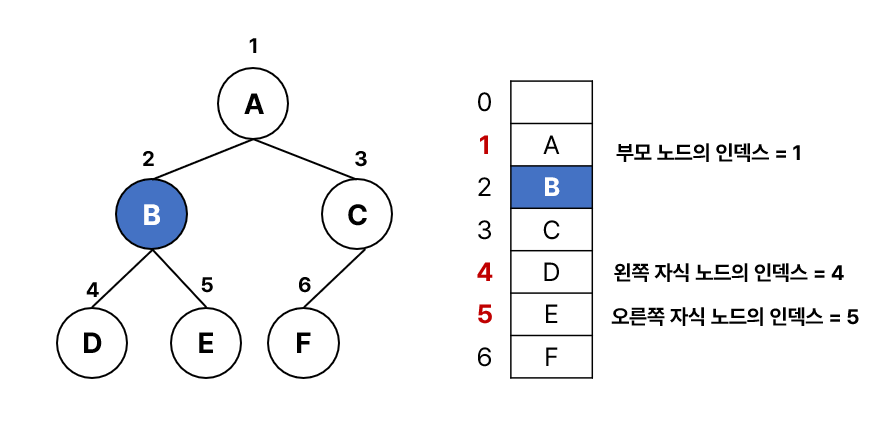 1
A
2
3
B
C
4
5
6
D
E
F
0
1
A
부모 노드의 인덱스 = 1
2
B
3
C
4
D
왼쪽 자식 노드의 인덱스 = 4
5
E
오른쪽 자식 노드의 인덱스 = 5
6
F